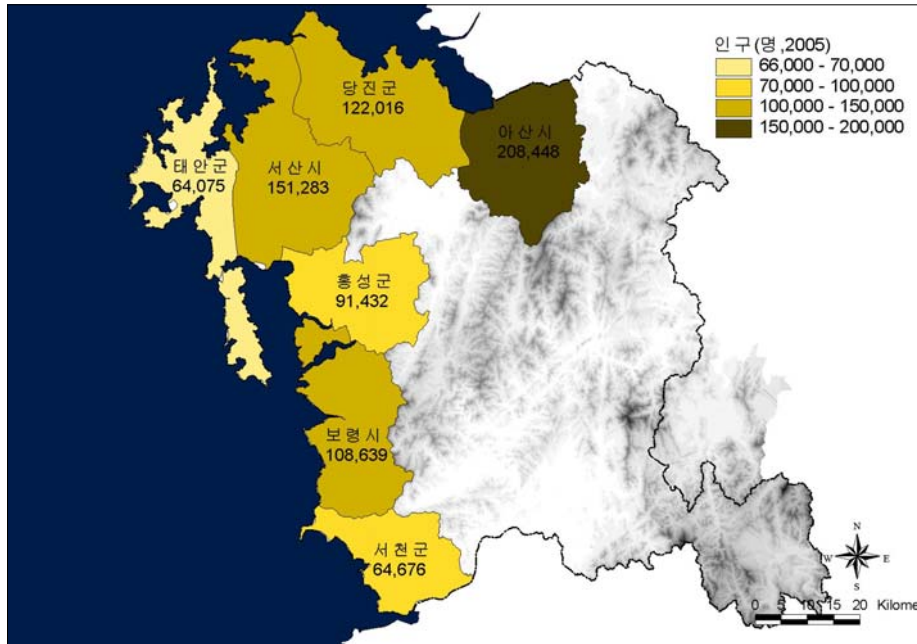 인구(명,2005)
66,000 - 70,000
70,000 - 100,000
100,000 - 150,000
150,000 - 200,000
당진군
122,016
아산시
208,448
태안군
64,075
서산시
151,283
홍성군
91,432
보령시
108,639
서천군
64,676
N
W E
S
0 5 10 15 20 Kilome